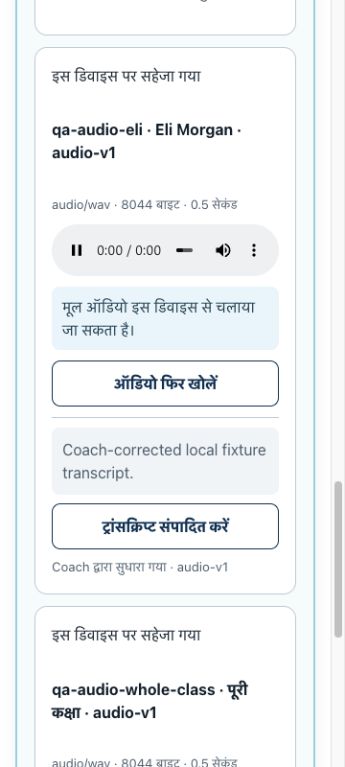 इस डिवाइस पर सहेजा गया
qa-audio-eli · Eli Morgan ·
audio-v1
audio/wav · 8044 बाइट · 0.5 सेकंड
0:00 / 0:00
मूल ऑडियो इस डिवाइस से चलाया
जा सकता है।
ऑडियो फिर खोलें
Coach-corrected local fixture
transcript.
ट्रांसक्रिप्ट संपादित करें
Coach द्वारा सुधारा गया · audio-v1
इस डिवाइस पर सहेजा गया
qa-audio-whole-class · पूरी
कक्षा · audio-v1
audio/wav · 8044 बाइट · 0.5 सेकंड